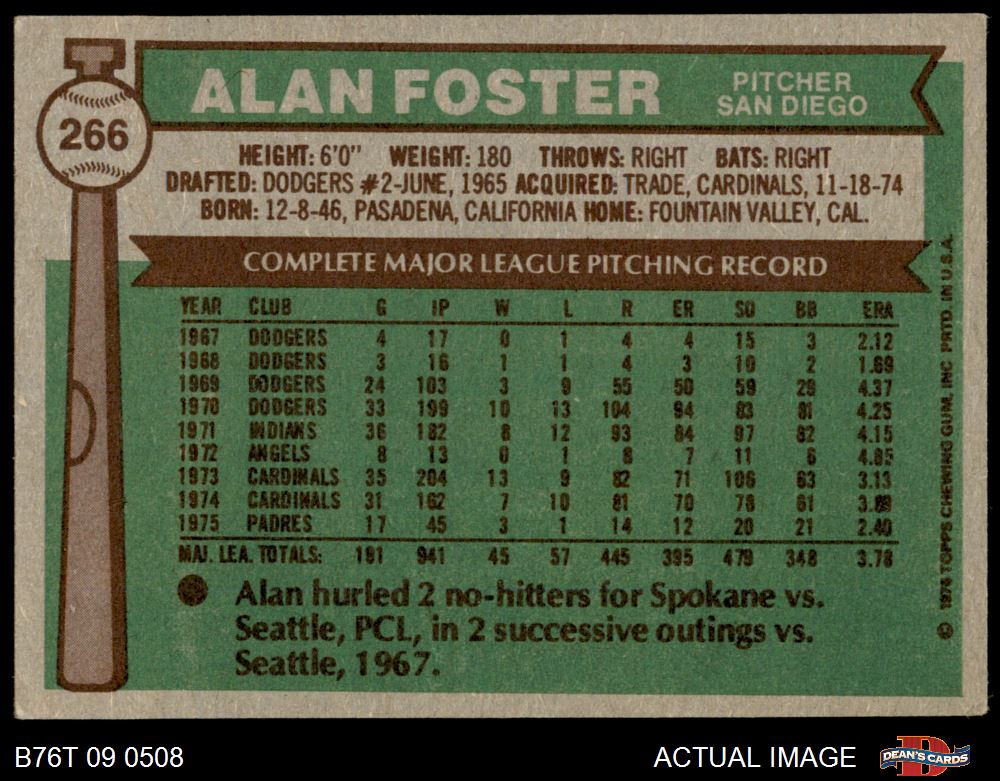 266
ALAN FOSTER
PITCHER
SAN DIEGO
HEIGHT: 6'0" WEIGHT: 180 THROWS: RIGHT BATS: RIGHT
DRAFTED: DODGERS #2-JUNE, 1965 ACQUIRED: TRADE, CARDINALS, 11-18-74
BORN: 12-8-46, PASADENA, CALIFORNIA HOME: FOUNTAIN VALLEY, CAL.
COMPLETE MAJOR LEAGUE PITCHING RECORD
YEAR CLUB G IP W L R ER SO BB ERA
1967 DODGERS 4 17 0 1 4 4 15 3 2.12
1968 DODGERS 3 16 1 1 4 3 10 2 1.69
1969 DODGERS 24 103 3 9 55 50 59 29 4.37
1970 DODGERS 33 199 10 13 104 94 83 81 4.25
1971 INDIANS 36 182 8 12 93 84 97 82 4.15
1972 ANGELS 8 13 0 1 8 7 11 6 4.85
1973 CARDINALS 35 204 13 9 82 71 106 63 3.13
1974 CARDINALS 31 162 7 10 81 70 78 61 3.89
1975 PADRES 17 45 3 1 14 12 20 21 2.40
MAJ. LEA. TOTALS: 191 941 45 57 445 395 479 348 3.78
Alan hurled 2 no-hitters for Spokane vs.
Seattle, PCL, in 2 successive outings vs.
Seattle, 1967.
© 1976 TOPPS CHEWING GUM, INC. PRTD. IN U.S.A.
B76T 09 0508
ACTUAL IMAGE
DEAN'S CARDS